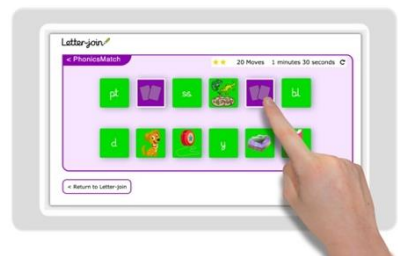 Letter-join
< PhonicsMatch 20 Moves 1 minutes 30 seconds
pt ss bl
d y
< Return to Letter-join